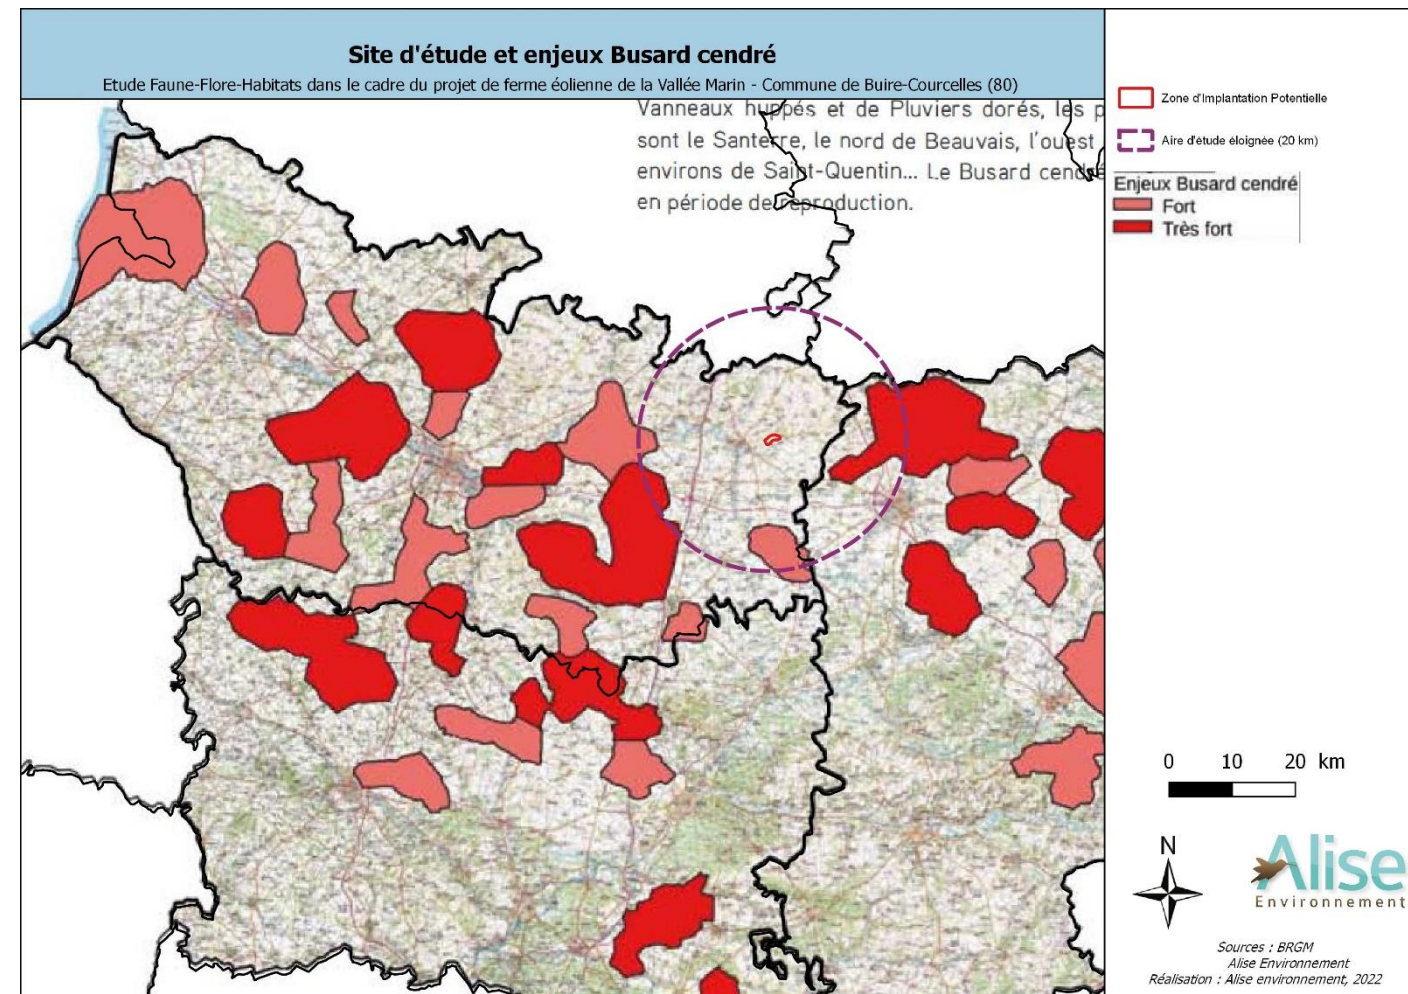 Site d'étude et enjeux Busard cendré
Etude Faune-Flore-Habitats dans le cadre du projet de ferme éolienne de la Vallée Marin - Commune de Buire-Courcelles (80)
Vanneaux huppés et de Pluviers dorés, les p
sont le Santerre, le nord de Beauvais, l'ouest
environs de Saint-Quentin... Le Busard cendré
en période de reproduction.
Zone d'Implantation Potentielle
Aire d'étude éloignée (20 km)
Enjeux Busard cendré
Fort
Très fort
0 10 20 km
N
Alise
Environnement
Sources : BRGM
Alise Environnement
Réalisation : Alise environnement, 2022